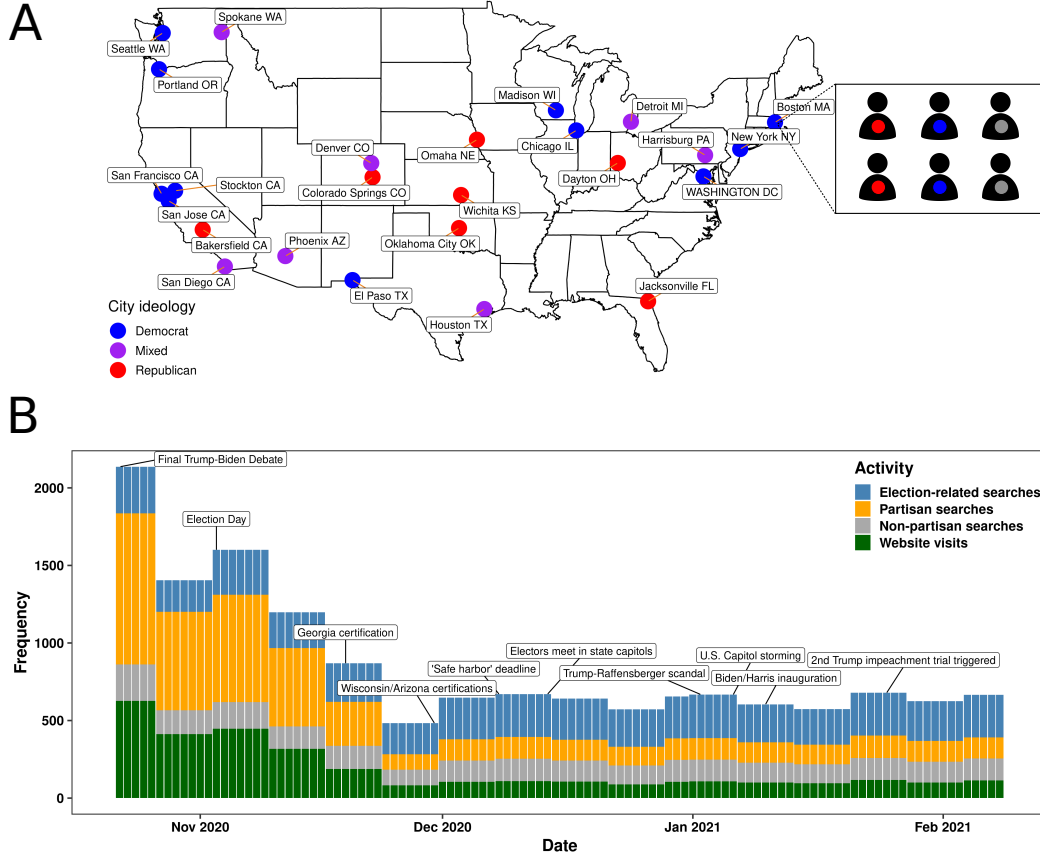 A
Spokane WA
Seattle WA
Portland OR
Madison WI
Detroit MI
Boston MA
Chicago IL
Harrisburg PA
New York NY
Denver CO
Omaha NE
Dayton OH
WASHINGTON DC
San Francisco CA
Stockton CA
Colorado Springs CO
San Jose CA
Wichita KS
Bakersfield CA
Phoenix AZ
Oklahoma City OK
San Diego CA
El Paso TX
Jacksonville FL
Houston TX
City ideology
Democrat
Mixed
Republican
B
Final Trump-Biden Debate
Election Day
Georgia certification
Wisconsin/Arizona certifications
'Safe harbor' deadline
Electors meet in state capitols
Trump-Raffensberger scandal
U.S. Capitol storming
Biden/Harris inauguration
2nd Trump impeachment trial triggered
Activity
Election-related searches
Partisan searches
Non-partisan searches
Website visits
Frequency
2000
1500
1000
500
0
Nov 2020
Dec 2020
Jan 2021
Feb 2021
Date